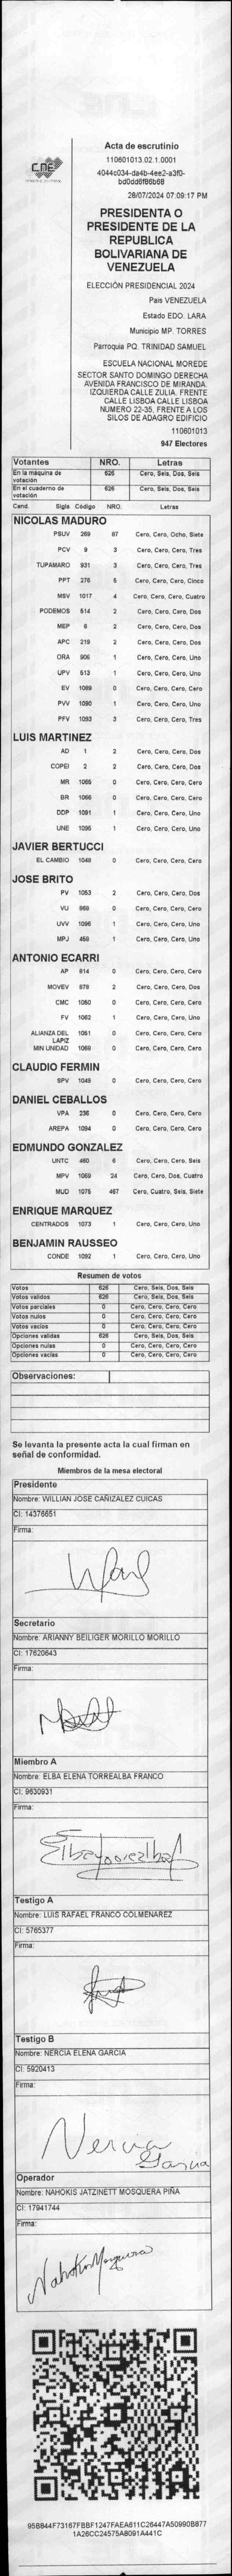 CNE
Acta de escrutinio
110601013.02.1.0001
4044c034-da4b-4ee2-a3f0-
bd0dd6f86b68
28/07/2024 07:09:17 PM
PRESIDENTA O
PRESIDENTE DE LA
REPUBLICA
BOLIVARIANA DE
VENEZUELA
ELECCIÓN PRESIDENCIAL 2024
Pais VENEZUELA
Estado EDO. LARA
Municipio MP. TORRES
Parroquia PQ. TRINIDAD SAMUEL
ESCUELA NACIONAL MOREDE
SECTOR SANTO DOMINGO DERECHA
AVENIDA FRANCISCO DE MIRANDA.
IZQUIERDA CALLE ZULIA. FRENTE
CALLE LISBOA CALLE LISBOA
NUMERO 22-35. FRENTE A LOS
SILOS DE ADAGRO EDIFICIO
110601013
947 Electores
Votantes NRO. Letras
En la máquina de votación 626 Cero, Seis, Dos, Seis
En el cuaderno de votación 626 Cero, Seis, Dos, Seis
Cand. Sigla Código NRO. Letras
NICOLAS MADURO
PSUV 269 87 Cero, Cero, Ocho, Siete
PCV 9 3 Cero, Cero, Cero, Tres
TUPAMARO 931 3 Cero, Cero, Cero, Tres
PPT 276 5 Cero, Cero, Cero, Cinco
MSV 1017 4 Cero, Cero, Cero, Cuatro
PODEMOS 514 2 Cero, Cero, Cero, Dos
MEP 6 2 Cero, Cero, Cero, Dos
APC 219 2 Cero, Cero, Cero, Dos
ORA 906 1 Cero, Cero, Cero, Uno
UPV 513 1 Cero, Cero, Cero, Uno
EV 1089 0 Cero, Cero, Cero, Cero
PVV 1090 1 Cero, Cero, Cero, Uno
PFV 1093 3 Cero, Cero, Cero, Tres
LUIS MARTINEZ
AD 1 2 Cero, Cero, Cero, Dos
COPEI 2 2 Cero, Cero, Cero, Dos
MR 1065 0 Cero, Cero, Cero, Cero
BR 1066 0 Cero, Cero, Cero, Cero
DDP 1091 1 Cero, Cero, Cero, Uno
UNE 1095 1 Cero, Cero, Cero, Uno
JAVIER BERTUCCI
EL CAMBIO 1048 0 Cero, Cero, Cero, Cero
JOSE BRITO
PV 1053 2 Cero, Cero, Cero, Dos
VU 868 0 Cero, Cero, Cero, Cero
UVV 1096 1 Cero, Cero, Cero, Uno
MPJ 458 1 Cero, Cero, Cero, Uno
ANTONIO ECARRI
AP 814 0 Cero, Cero, Cero, Cero
MOVEV 878 2 Cero, Cero, Cero, Dos
CMC 1050 0 Cero, Cero, Cero, Cero
FV 1062 1 Cero, Cero, Cero, Uno
ALIANZA DEL LAPIZ 1051 0 Cero, Cero, Cero, Cero
MIN UNIDAD 1069 0 Cero, Cero, Cero, Cero
CLAUDIO FERMIN
SPV 1049 0 Cero, Cero, Cero, Cero
DANIEL CEBALLOS
VPA 236 0 Cero, Cero, Cero, Cero
AREPA 1094 0 Cero, Cero, Cero, Cero
EDMUNDO GONZALEZ
UNTC 460 6 Cero, Cero, Cero, Seis
MPV 1069 24 Cero, Cero, Dos, Cuatro
MUD 1075 467 Cero, Cuatro, Seis, Siete
ENRIQUE MARQUEZ
CENTRADOS 1073 1 Cero, Cero, Cero, Uno
BENJAMIN RAUSSEO
CONDE 1092 1 Cero, Cero, Cero, Uno
Resumen de votos
Votos 626 Cero, Seis, Dos, Seis
Votos validos 626 Cero, Seis, Dos, Seis
Votos parciales 0 Cero, Cero, Cero, Cero
Votos nulos 0 Cero, Cero, Cero, Cero
Votos vacios 0 Cero, Cero, Cero, Cero
Opciones validas 626 Cero, Seis, Dos, Seis
Opciones nulas 0 Cero, Cero, Cero, Cero
Opciones vacias 0 Cero, Cero, Cero, Cero
Observaciones:
Se levanta la presente acta la cual firman en
señal de conformidad.
Miembros de la mesa electoral
Presidente
Nombre: WILLIAN JOSE CAÑIZALEZ CUICAS
CI: 14376651
Firma:
Secretario
Nombre: ARIANNY BEILIGER MORILLO MORILLO
CI: 17620643
Firma:
Miembro A
Nombre: ELBA ELENA TORREALBA FRANCO
CI: 9630931
Firma:
Testigo A
Nombre: LUIS RAFAEL FRANCO COLMENAREZ
CI: 5765377
Firma:
Testigo B
Nombre: NERCIA ELENA GARCIA
CI: 5920413
Firma:
Nercia
Garcia
Operador
Nombre: NAHOKIS JATZINETT MOSQUERA PIÑA
CI: 17941744
Firma:
Nahokis Mosquera
95B844F73167FBBF1247FAEA611C26447A50990B877
1A26CC24575A8091A441C